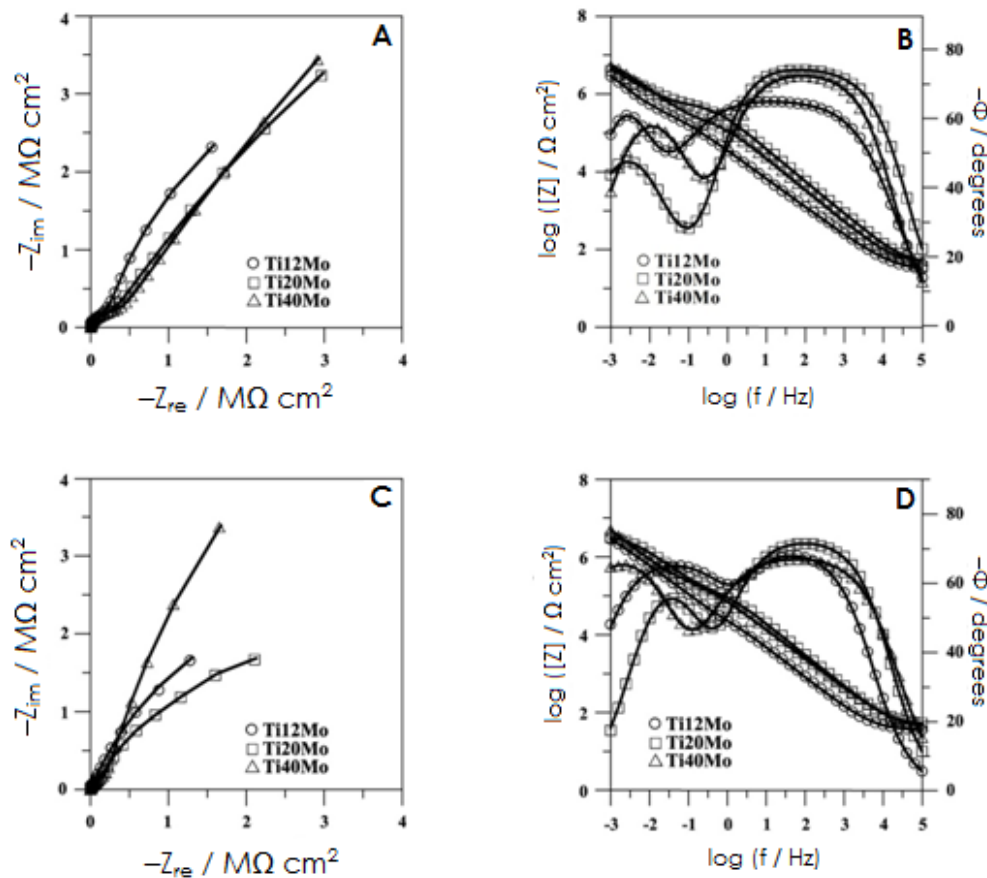 A
−Zim / MΩ cm²
4
3
2
1
0
Ti12Mo
Ti20Mo
Ti40Mo
0 1 2 3 4
−Zre / MΩ cm²
B
log ([Z] / Ω cm²)
8
6
4
2
0
80
60
40
20
0
−Φ / degrees
Ti12Mo
Ti20Mo
Ti40Mo
-3 -2 -1 0 1 2 3 4 5
log (f / Hz)
C
−Zim / MΩ cm²
4
3
2
1
0
Ti12Mo
Ti20Mo
Ti40Mo
0 1 2 3 4
−Zre / MΩ cm²
D
log ([Z] / Ω cm²)
8
6
4
2
0
80
60
40
20
0
−Φ / degrees
Ti12Mo
Ti20Mo
Ti40Mo
-3 -2 -1 0 1 2 3 4 5
log (f / Hz)